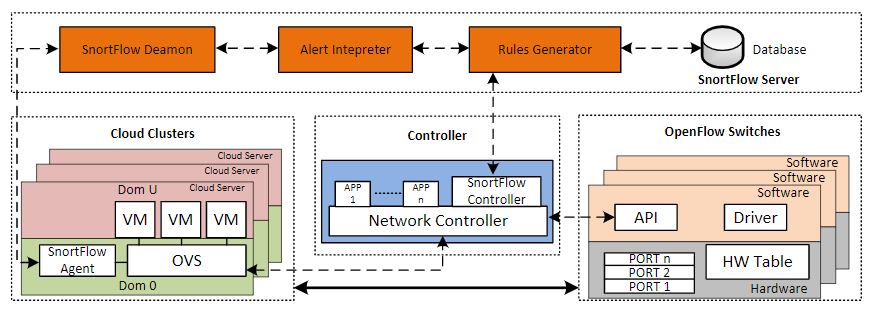 SnortFlow Deamon
Alert Intepreter
Rules Generator
Database
SnortFlow Server
Cloud Clusters
Cloud Server
Cloud Server
Cloud Server
Dom U
VM
VM
VM
SnortFlow
Agent
OVS
Dom 0
Controller
APP
1
APP
n
SnortFlow
Controller
Network Controller
OpenFlow Switches
Software
Software
Software
API
Driver
PORT n
PORT 2
PORT 1
HW Table
Hardware